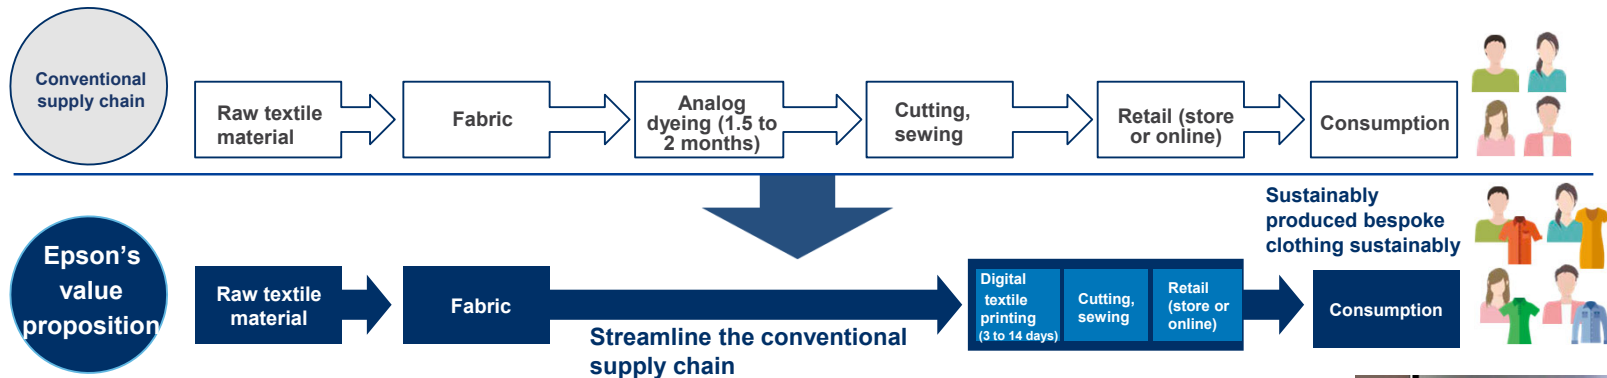 Conventional
supply chain
Raw textile
material
Fabric
Analog
dyeing (1.5 to
2 months)
Cutting,
sewing
Retail (store
or online)
Consumption
Epson's
value
proposition
Raw textile
material
Fabric
Streamline the conventional
supply chain
Digital
textile
printing
(3 to 14 days)
Cutting,
sewing
Retail
(store or
online)
Sustainably
produced bespoke
clothing sustainably
Consumption